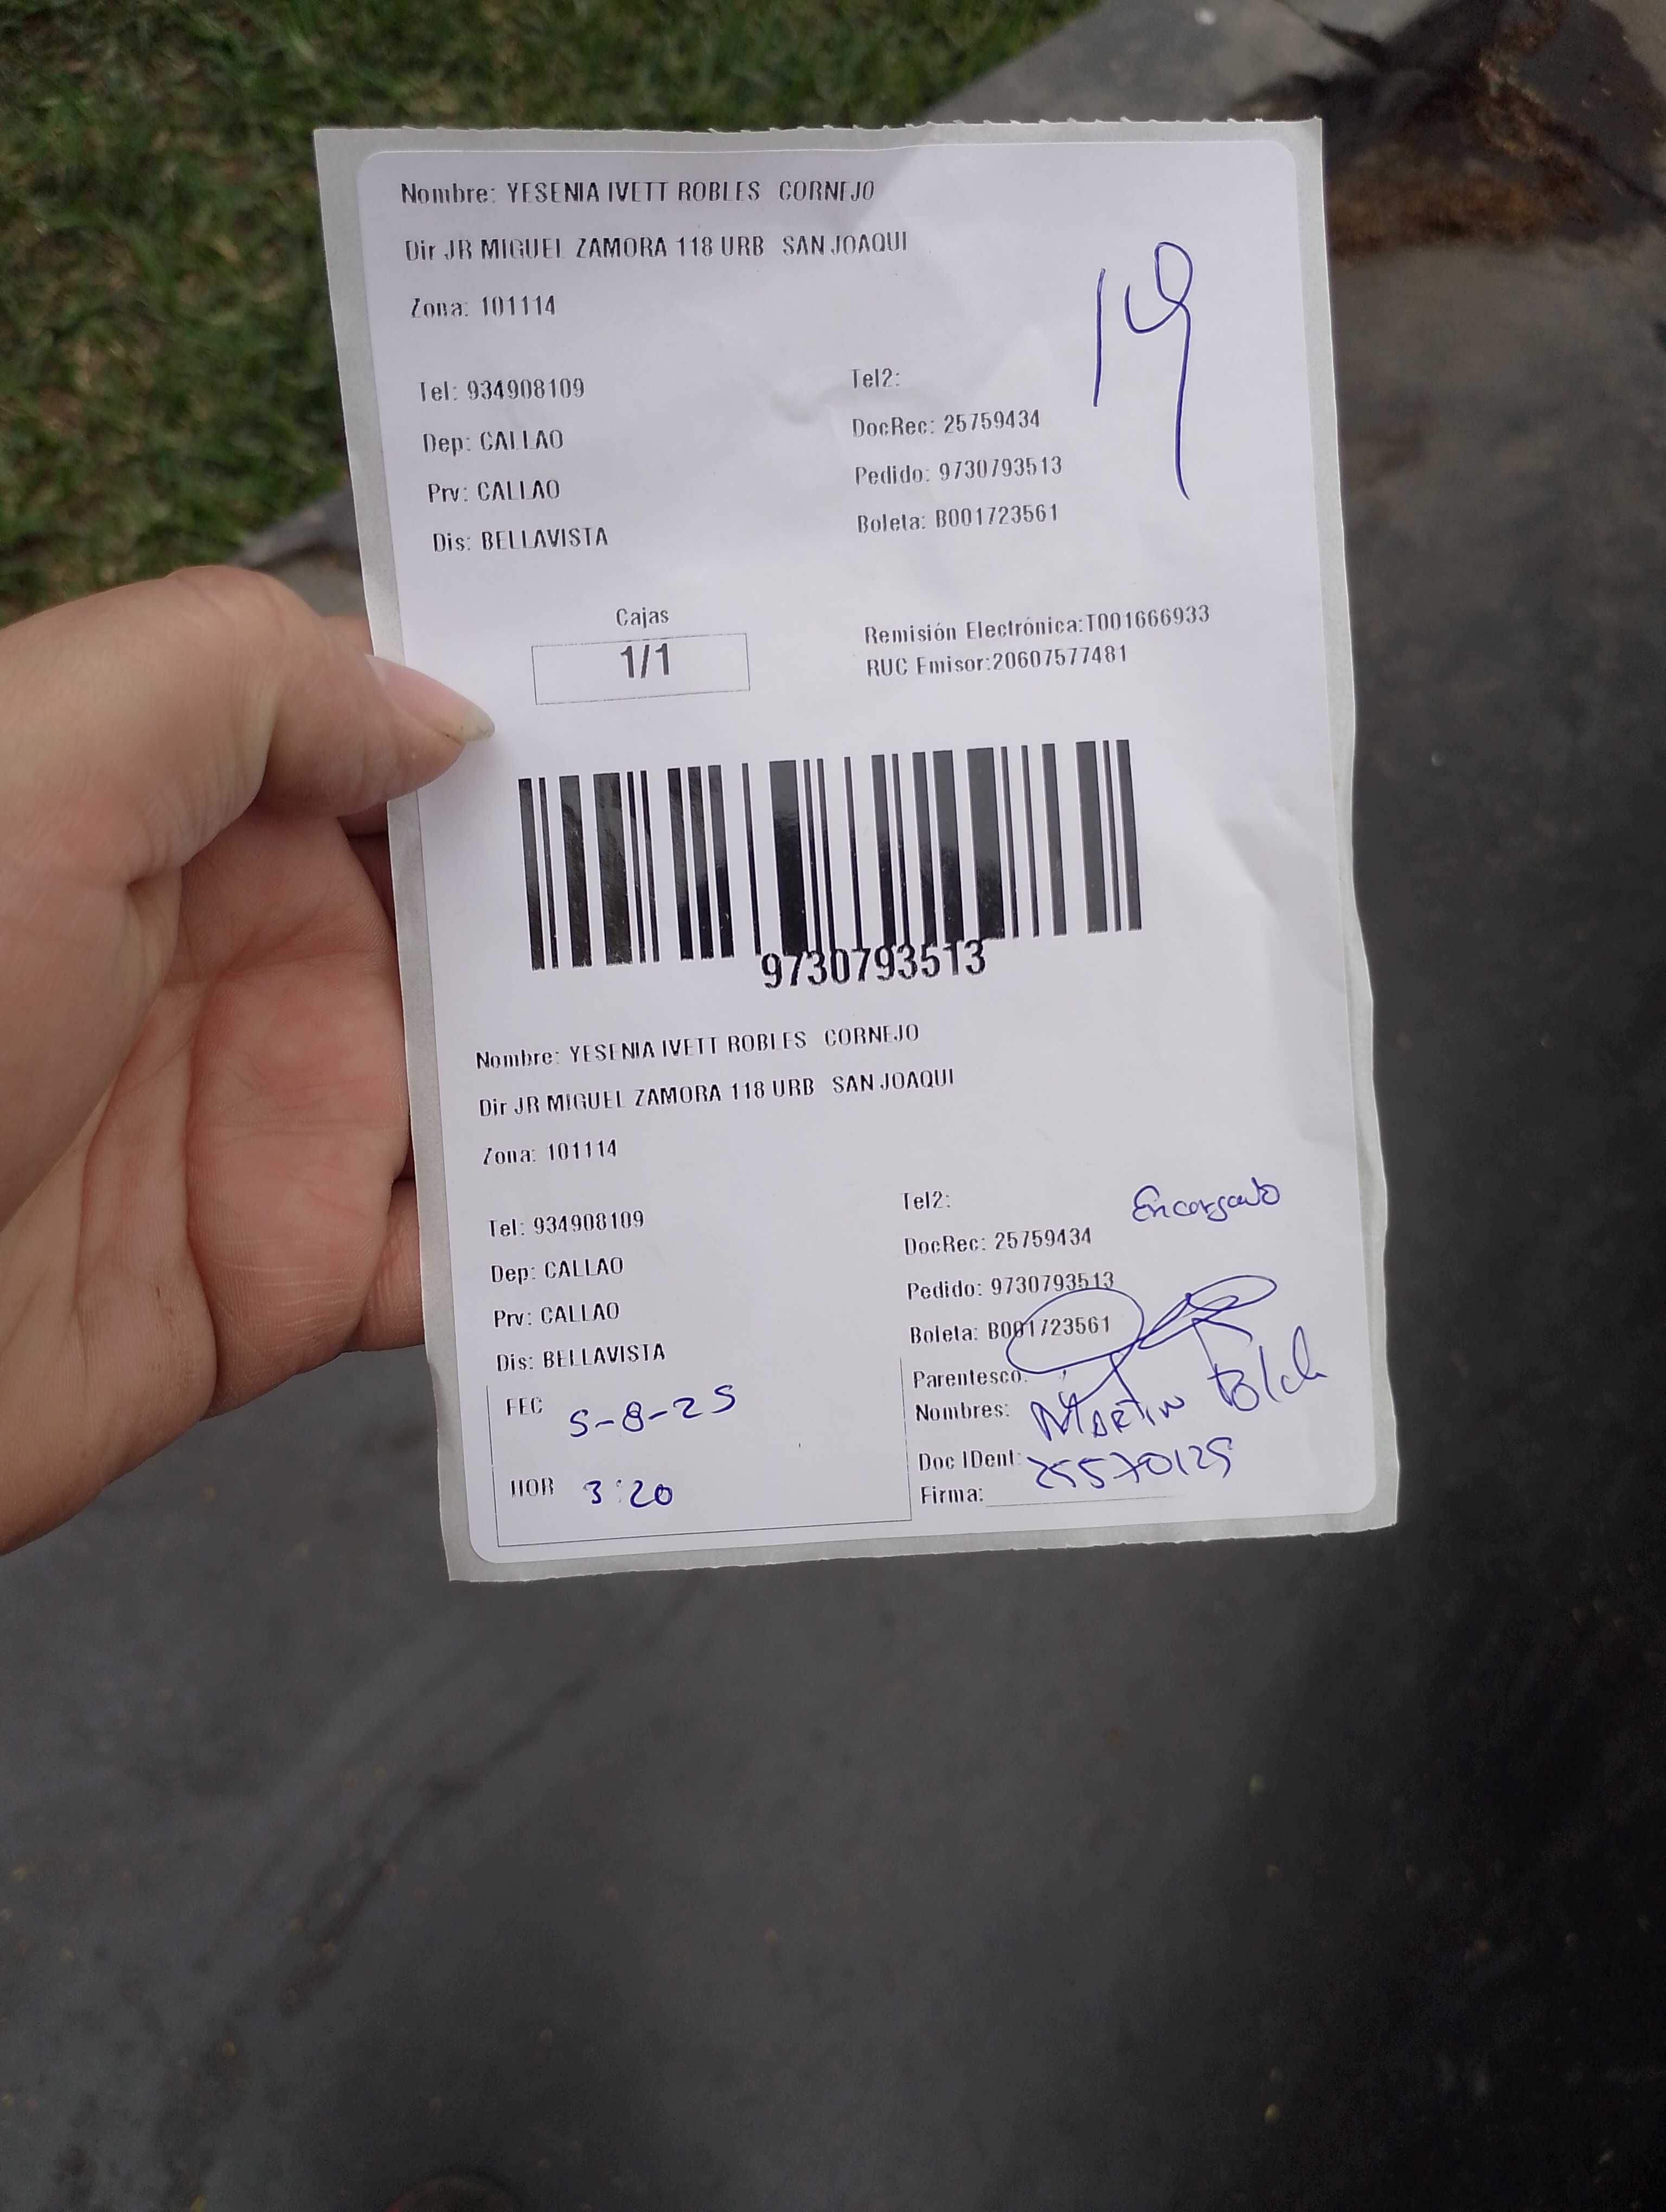 Nombre: YESENIA IVETT ROBLES CORNEJO
Dir JR MIGUEL ZAMORA 118 URB SAN JOAQUI
19
Zona: 101114
Tel: 934908109 Tel2:
Dep: CALLAO DocRec: 25759434
Prv: CALLAO Pedido: 9730793513
Dis: BELLAVISTA Boleta: B001723561
Cajas
1/1
Remisión Electrónica:T001666933
RUC Emisor:20607577481
9730793513
Nombre: YESENIA IVETT ROBLES CORNEJO
Dir JR MIGUEL ZAMORA 118 URB SAN JOAQUI
Zona: 101114
Tel: 934908109 Tel2:
Encargado
Dep: CALLAO DocRec: 25759434
Prv: CALLAO Pedido: 9730793513
Dis: BELLAVISTA Boleta: B001723561
FEC 5-8-25
HOR 3:20
Parentesco:
Nombres: MARTIN
Doc IDent: 25570125
Firma: